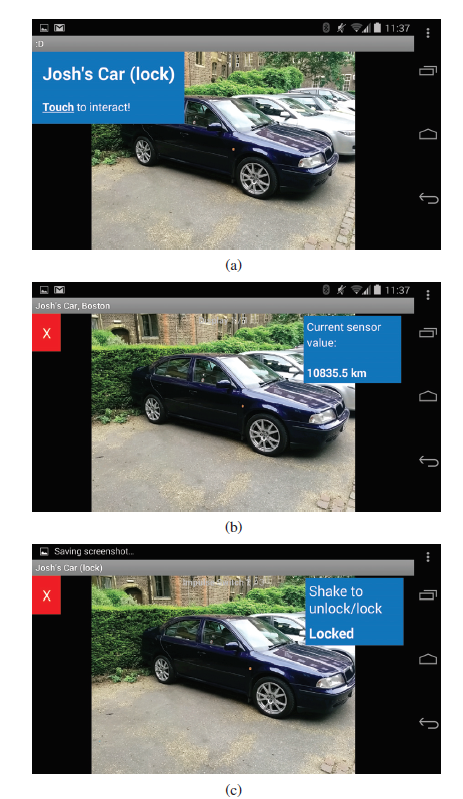 11:37
:D
Josh's Car (lock)
Touch to interact!
(a)
11:37
Josh's Car, Boston
X
Current sensor
value:
10835.5 km
(b)
Saving screenshot...
Josh's Car (lock)
X
Shake to
unlock/lock
Locked
(c)